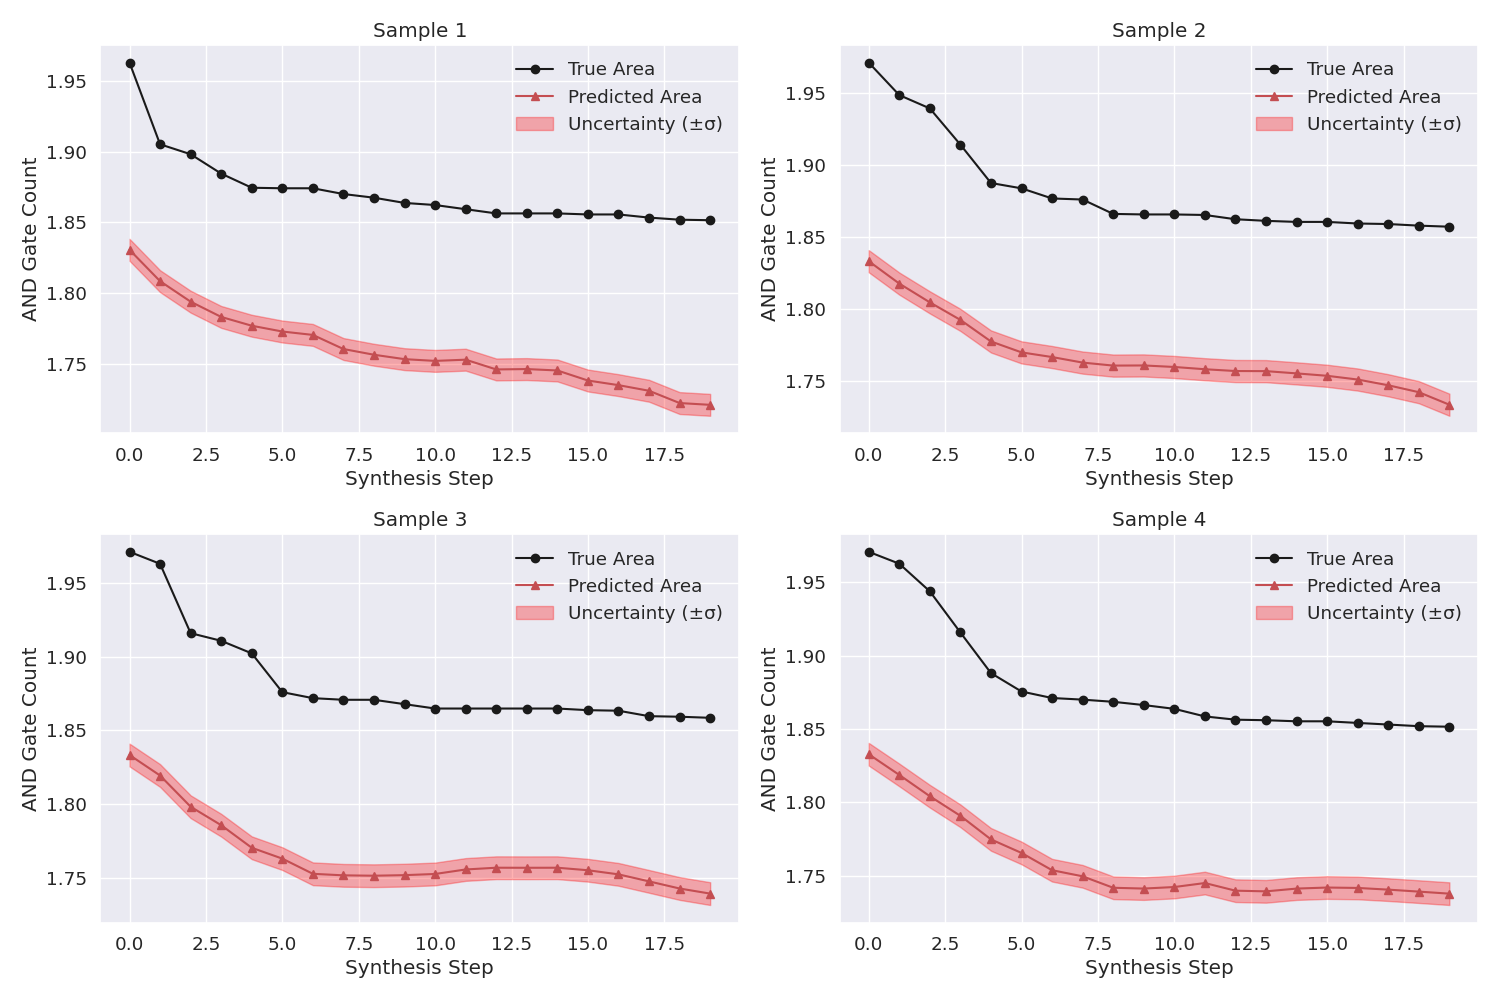 Sample 1
True Area
Predicted Area
Uncertainty (±σ)
AND Gate Count
1.95
1.90
1.85
1.80
1.75
0.0 2.5 5.0 7.5 10.0 12.5 15.0 17.5
Synthesis Step
Sample 2
True Area
Predicted Area
Uncertainty (±σ)
AND Gate Count
1.95
1.90
1.85
1.80
1.75
0.0 2.5 5.0 7.5 10.0 12.5 15.0 17.5
Synthesis Step
Sample 3
True Area
Predicted Area
Uncertainty (±σ)
AND Gate Count
1.95
1.90
1.85
1.80
1.75
0.0 2.5 5.0 7.5 10.0 12.5 15.0 17.5
Synthesis Step
Sample 4
True Area
Predicted Area
Uncertainty (±σ)
AND Gate Count
1.95
1.90
1.85
1.80
1.75
0.0 2.5 5.0 7.5 10.0 12.5 15.0 17.5
Synthesis Step